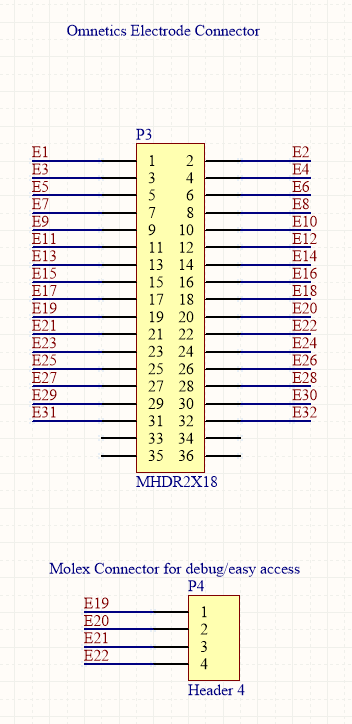 Omnetics Electrode Connector
P3
E1 1 2 E2
E3 3 4 E4
E5 5 6 E6
E7 7 8 E8
E9 9 10 E10
E11 11 12 E12
E13 13 14 E14
E15 15 16 E16
E17 17 18 E18
E19 19 20 E20
E21 21 22 E22
E23 23 24 E24
E25 25 26 E26
E27 27 28 E28
E29 29 30 E30
E31 31 32 E32
33 34
35 36
MHDR2X18
Molex Connector for debug/easy access
P4
E19 1
E20 2
E21 3
E22 4
Header 4